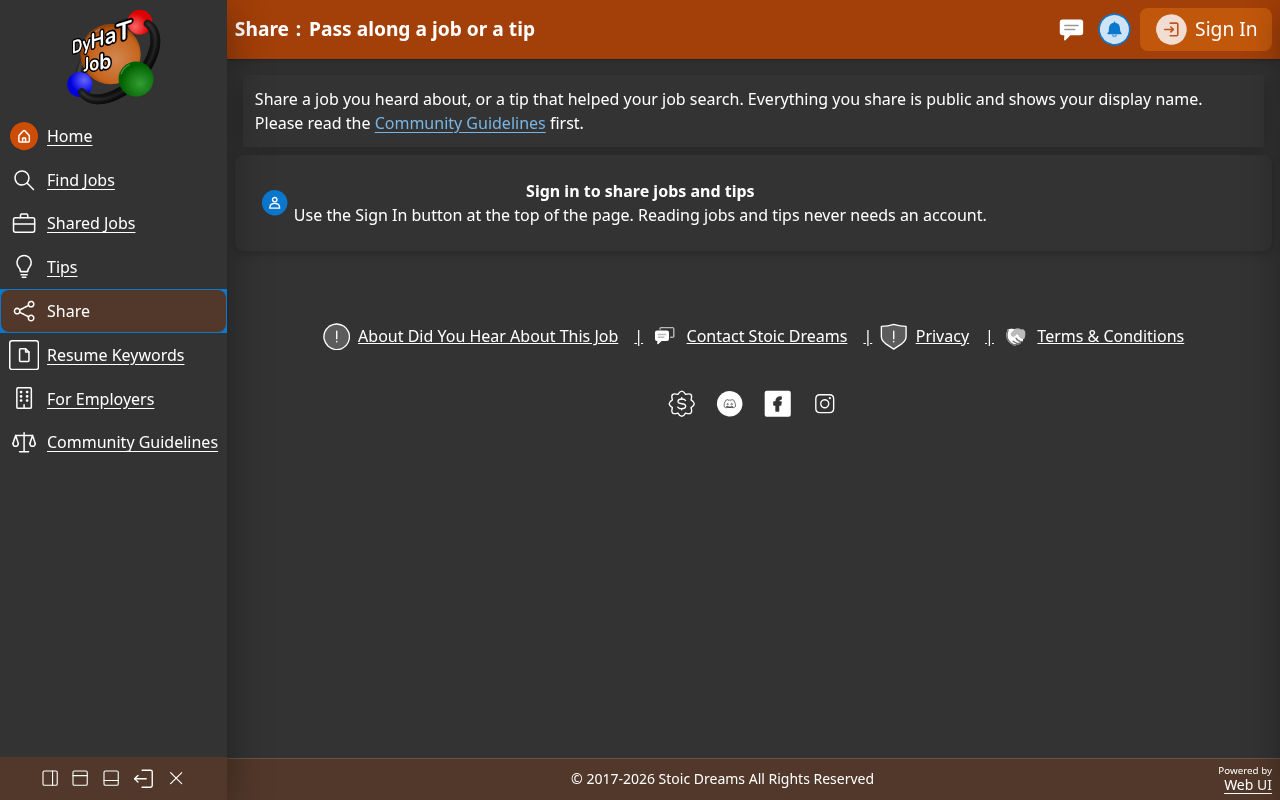 DyHaT
Job
Share : Pass along a job or a tip
Sign In
Home
Find Jobs
Shared Jobs
Tips
Share
Resume Keywords
For Employers
Community Guidelines
Share a job you heard about, or a tip that helped your job search. Everything you share is public and shows your display name.
Please read the Community Guidelines first.
Sign in to share jobs and tips
Use the Sign In button at the top of the page. Reading jobs and tips never needs an account.
About Did You Hear About This Job | Contact Stoic Dreams | Privacy | Terms & Conditions
© 2017-2026 Stoic Dreams All Rights Reserved
Powered by
Web UI